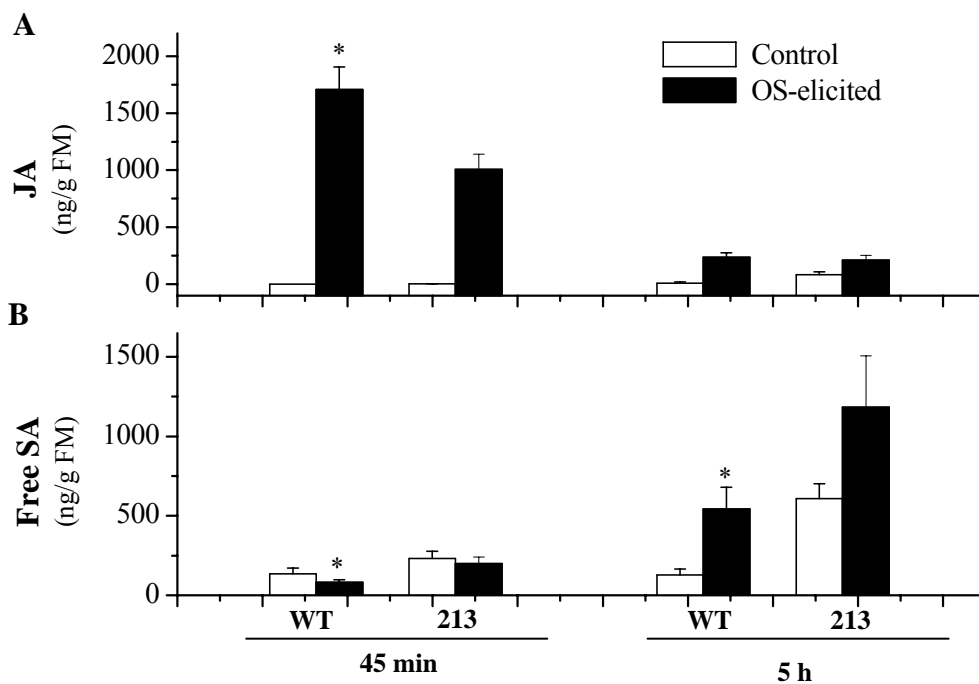 A
2000
1500
1000
500
0
JA
(ng/g FM)
*
Control
OS-elicited
B
1500
1000
500
0
Free SA
(ng/g FM)
*
*
WT
213
WT
213
45 min
5 h